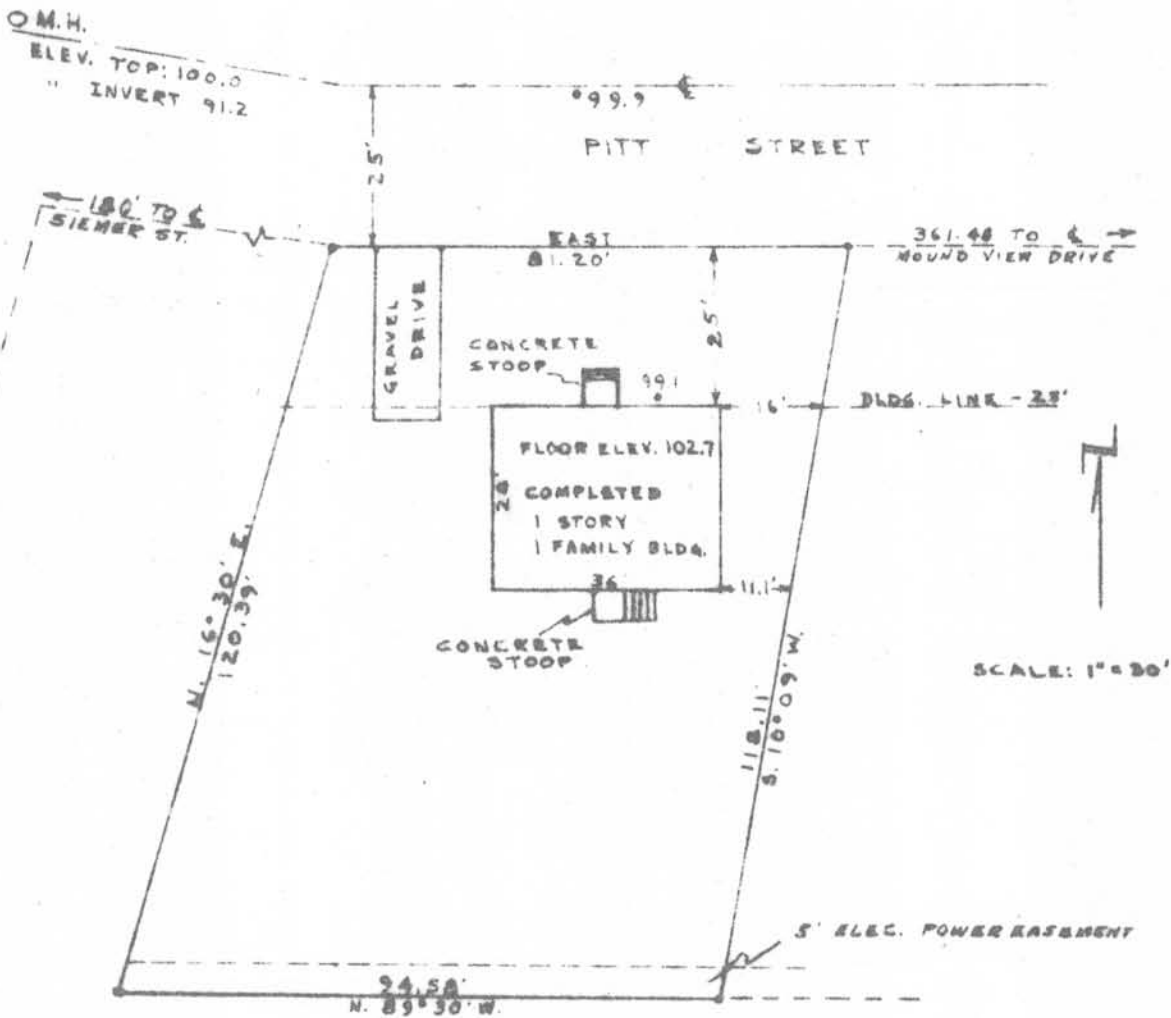 M.H.
ELEV. TOP: 100.0
" INVERT 91.2
99.9 ℄
25'
PITT STREET
180' TO ℄
SIEMER ST.
EAST
81.20'
361.48 TO ℄
MOUND VIEW DRIVE
GRAVEL
DRIVE
25'
CONCRETE
STOOP
99.1
16'
BLDG. LINE - 25'
FLOOR ELEV. 102.7
28'
COMPLETED
1 STORY
1 FAMILY BLDG.
36
11.1'
CONCRETE
STOOP
N. 16° 30' E.
120.39'
118.11'
S. 10° 09' W.
SCALE: 1" = 30'
5' ELEC. POWER EASEMENT
94.58'
N. 89° 30' W.